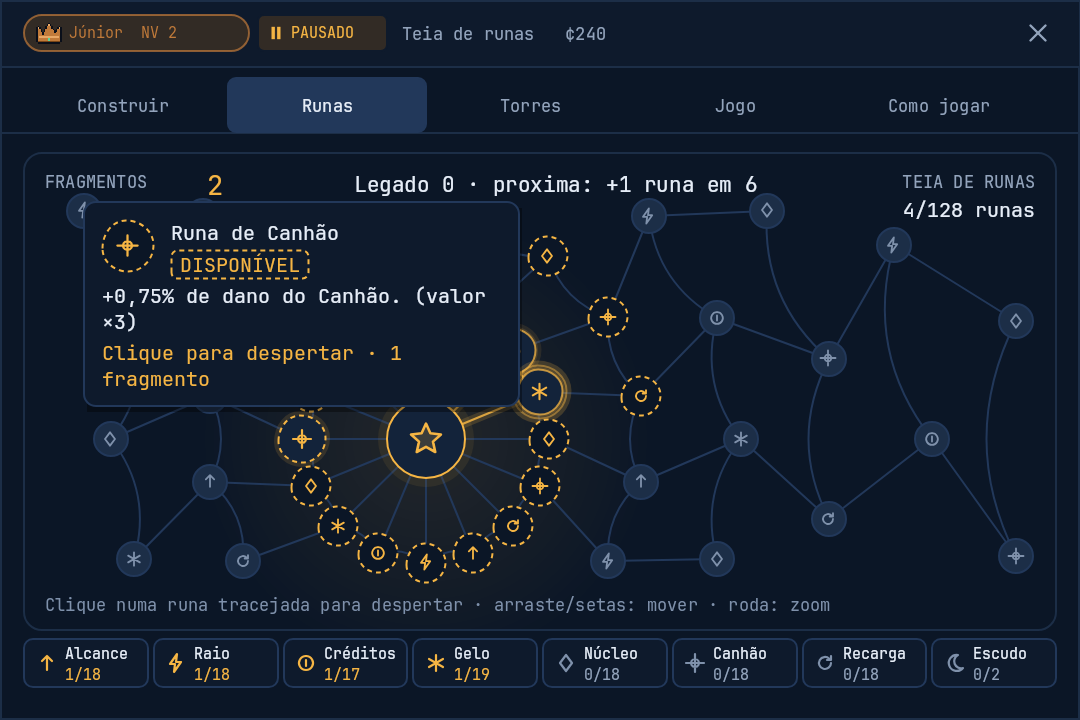 Júnior NV 2
PAUSADO
Teia de runas ¢240
Construir
Runas
Torres
Jogo
Como jogar
FRAGMENTOS 2
Legado 0 · proxima: +1 runa em 6
TEIA DE RUNAS
4/128 runas
Runa de Canhão
DISPONÍVEL
+0,75% de dano do Canhão. (valor
×3)
Clique para despertar · 1
fragmento
Clique numa runa tracejada para despertar · arraste/setas: mover · roda: zoom
Alcance
1/18
Raio
1/18
Créditos
1/17
Gelo
1/19
Núcleo
0/18
Canhão
0/18
Recarga
0/18
Escudo
0/2